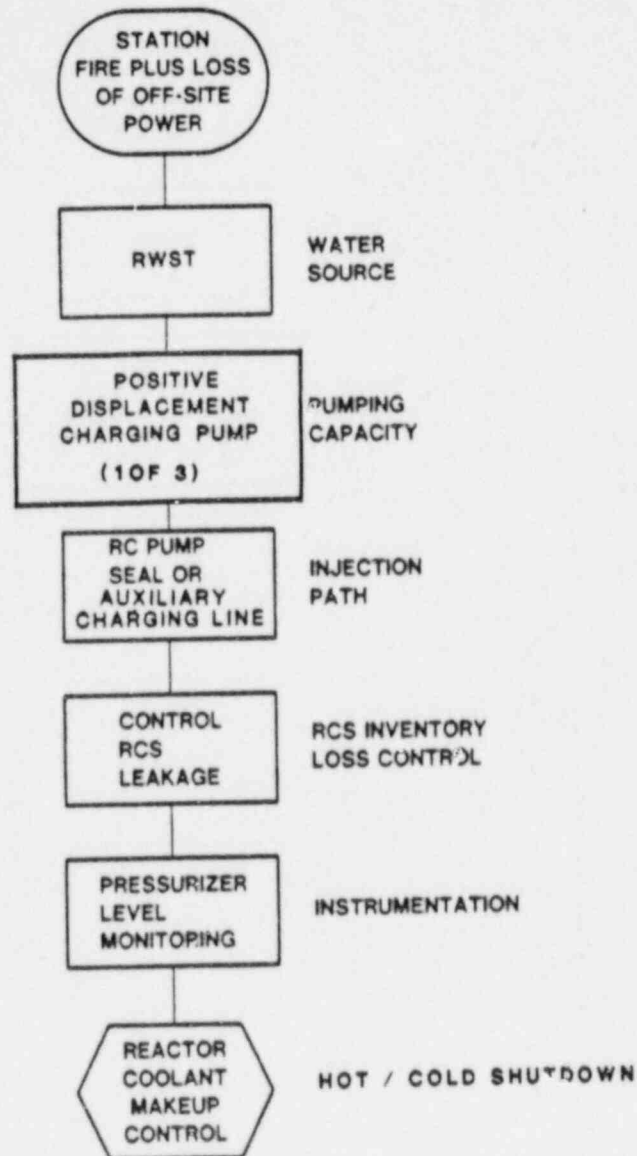 STATION
FIRE PLUS LOSS
OF OFF-SITE
POWER
RWST
WATER
SOURCE
POSITIVE
DISPLACEMENT
CHARGING PUMP
(1OF 3)
PUMPING
CAPACITY
RC PUMP
SEAL OR
AUXILIARY
CHARGING LINE
INJECTION
PATH
CONTROL
RCS
LEAKAGE
RCS INVENTORY
LOSS CONTROL
PRESSURIZER
LEVEL
MONITORING
INSTRUMENTATION
REACTOR
COOLANT
MAKEUP
CONTROL
HOT / COLD SHUTDOWN